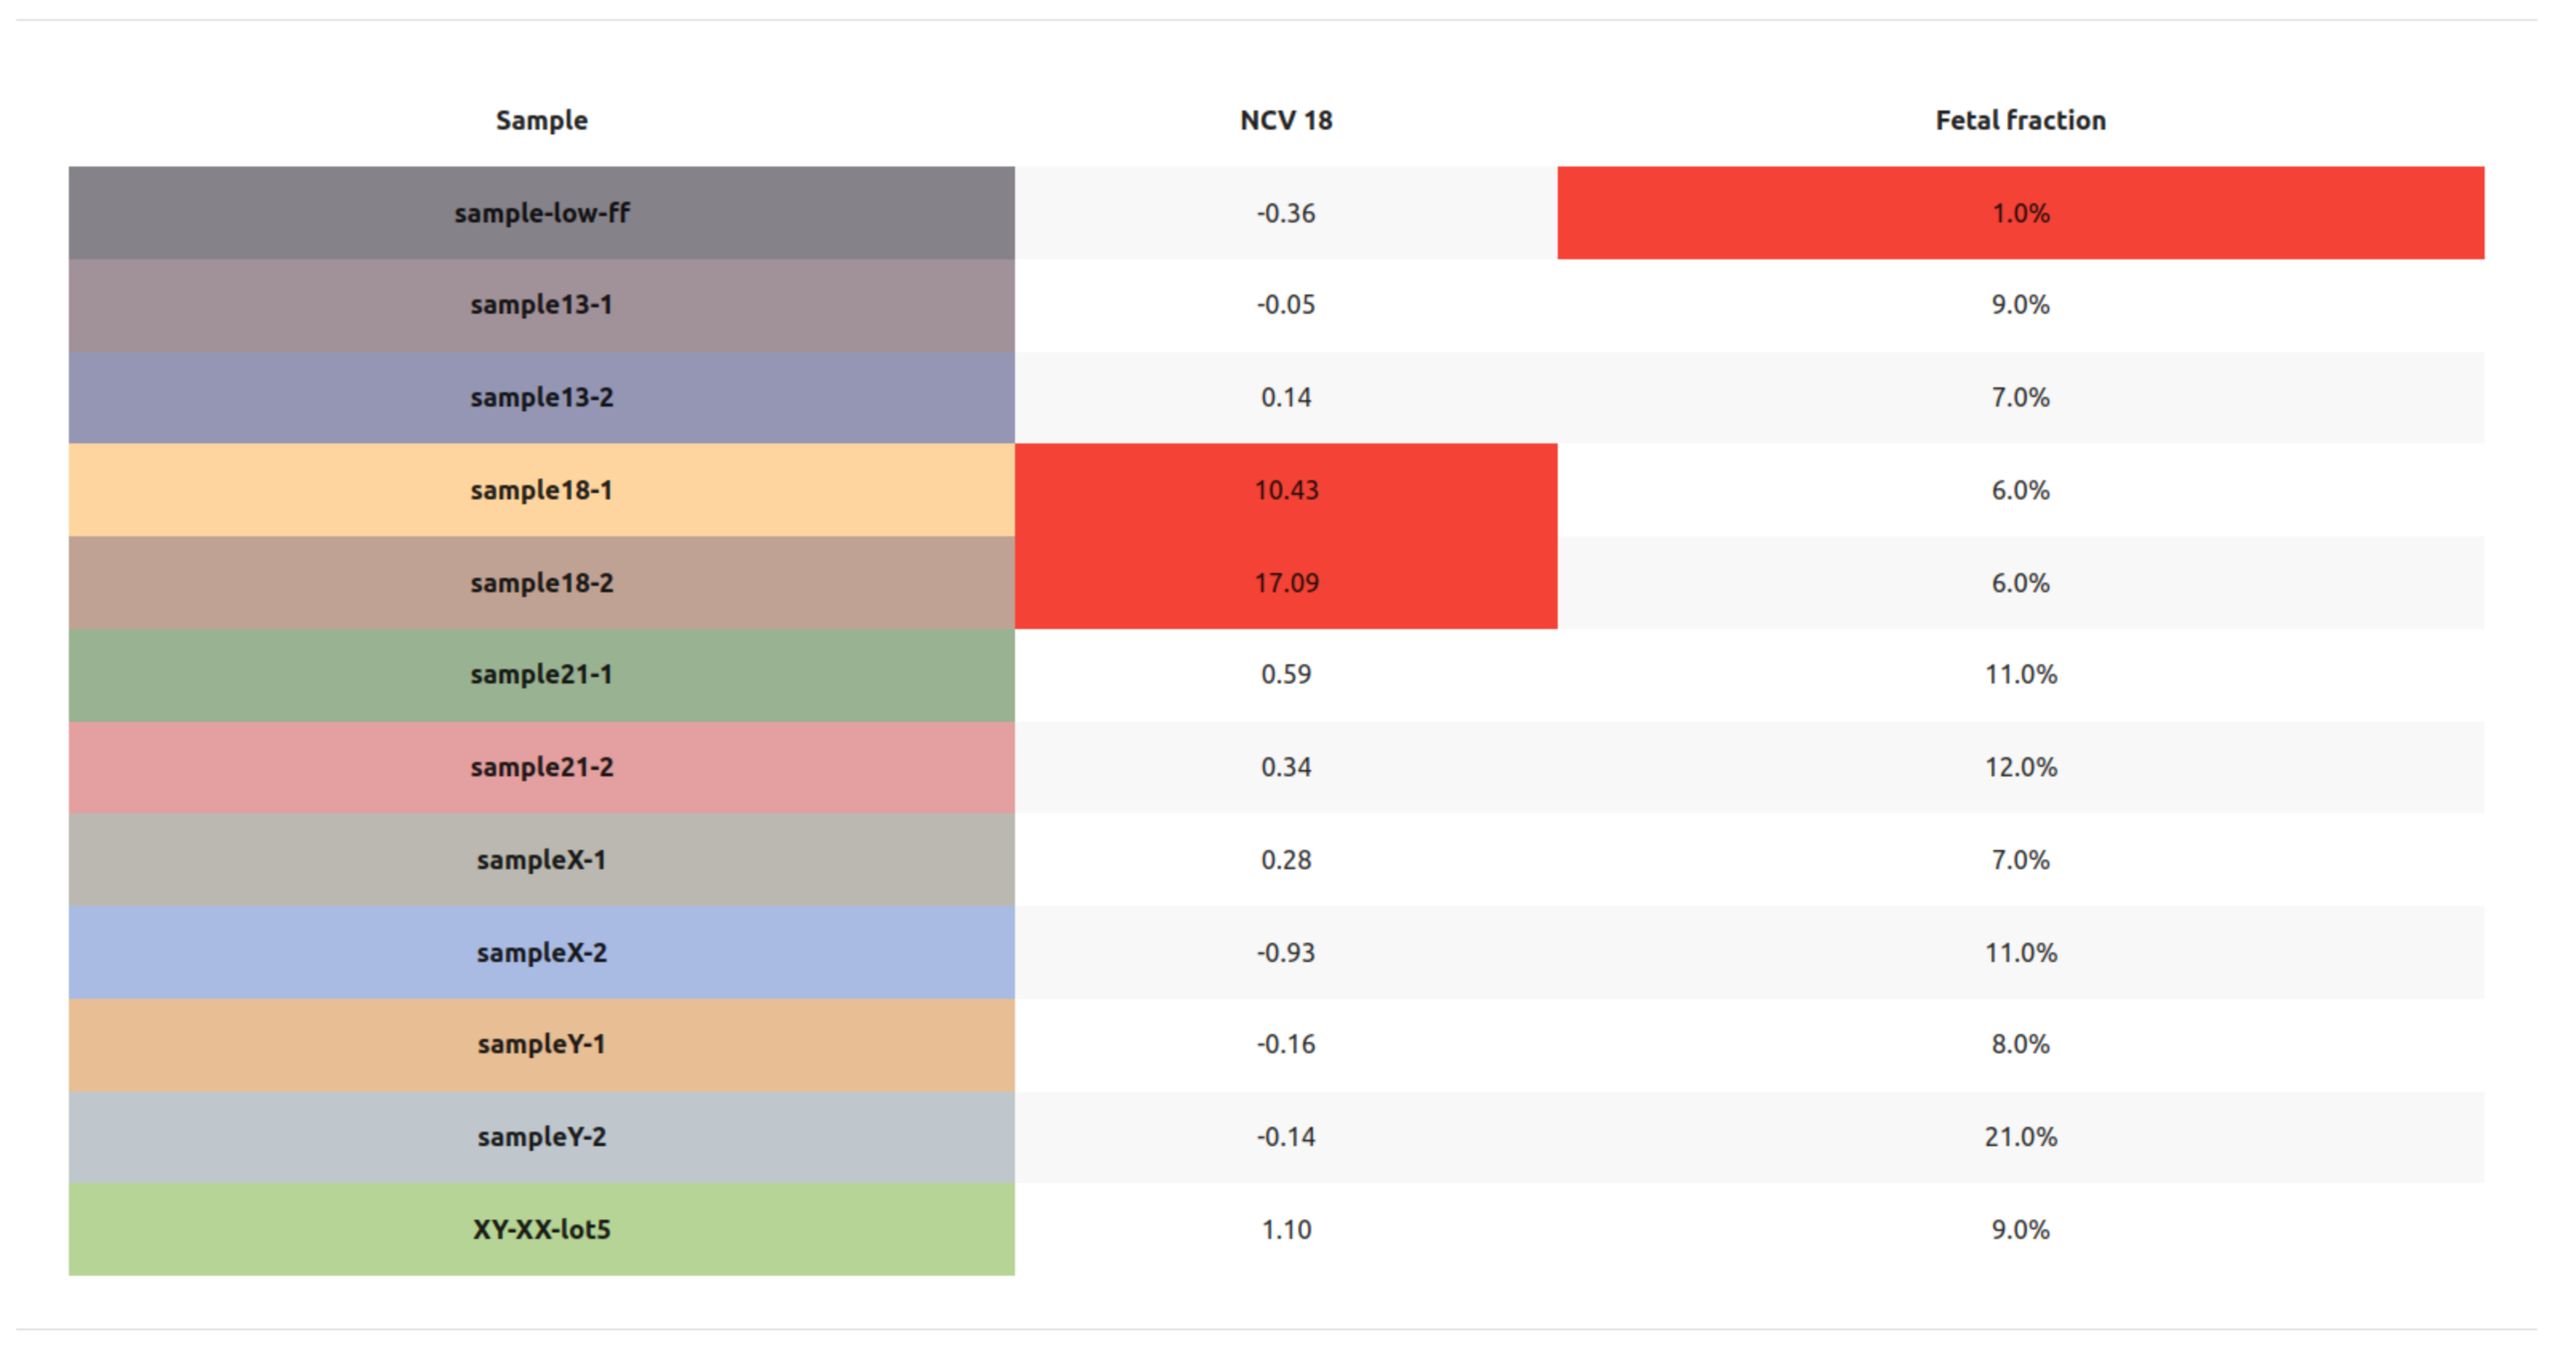 Sample NCV 18 Fetal fraction
sample-low-ff -0.36 1.0%
sample13-1 -0.05 9.0%
sample13-2 0.14 7.0%
sample18-1 10.43 6.0%
sample18-2 17.09 6.0%
sample21-1 0.59 11.0%
sample21-2 0.34 12.0%
sampleX-1 0.28 7.0%
sampleX-2 -0.93 11.0%
sampleY-1 -0.16 8.0%
sampleY-2 -0.14 21.0%
XY-XX-lot5 1.10 9.0%